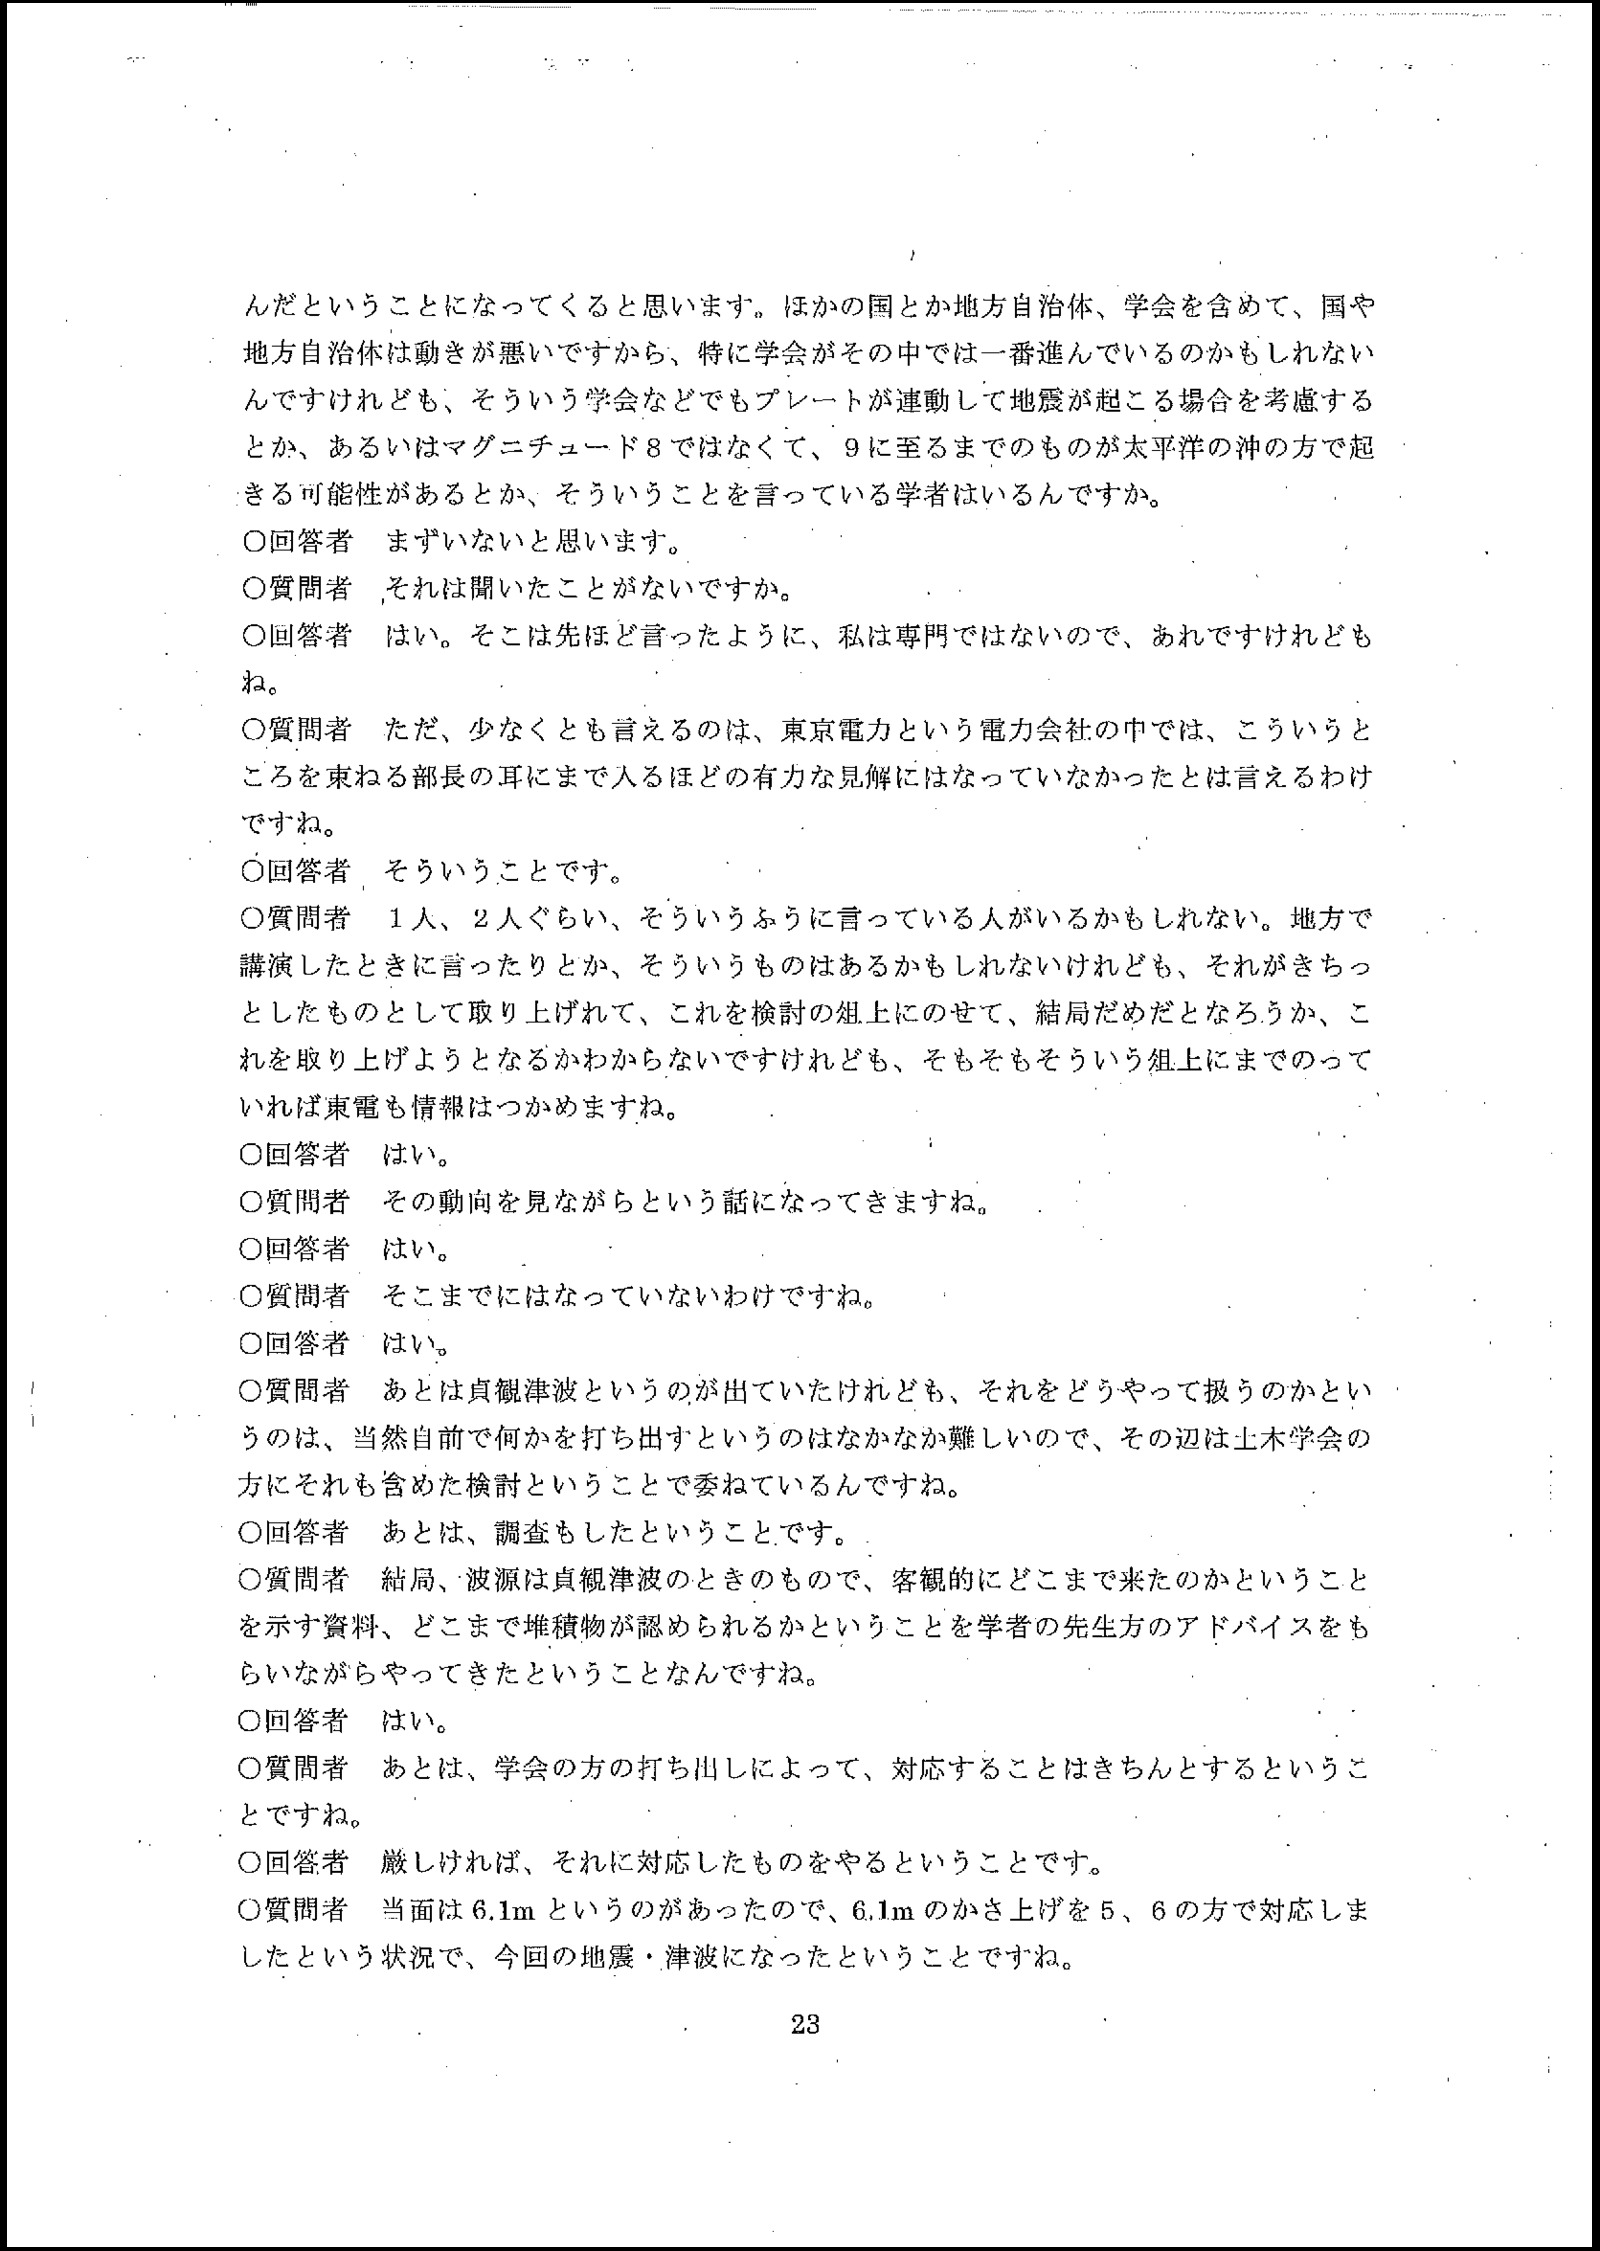 んだということになってくると思います。ほかの国とか地方自治体、学会を含めて、国や
地方自治体は動きが悪いですから、特に学会がその中では一番進んでいるのかもしれない
んですけれども、そういう学会などでもプレートが連動して地震が起こる場合を考慮する
とか、あるいはマグニチュード8ではなくて、9に至るまでのものが太平洋の沖の方で起
きる可能性があるとか、そういうことを言っている学者はいるんですか。
○回答者　まずいないと思います。
○質問者　それは聞いたことがないですか。
○回答者　はい。そこは先ほど言ったように、私は専門ではないので、あれですけれども
ね。
○質問者　ただ、少なくとも言えるのは、東京電力という電力会社の中では、こういうと
ころを束ねる部長の耳にまで入るほどの有力な見解にはなっていなかったとは言えるわけ
ですね。
○回答者　そういうことです。
○質問者　1人、2人ぐらい、そういうふうに言っている人がいるかもしれない。地方で
講演したときに言ったりとか、そういうものはあるかもしれないけれども、それがきちっ
としたものとして取り上げれて、これを検討の俎上にのせて、結局だめだとなろうか、こ
れを取り上げようとなるかわからないですけれども、そもそもそういう俎上にまでのって
いれば東電も情報はつかめますね。
○回答者　はい。
○質問者　その動向を見ながらという話になってきますね。
○回答者　はい。
○質問者　そこまでにはなっていないわけですね。
○回答者　はい。
○質問者　あとは貞観津波というのが出ていたけれども、それをどうやって扱うのかとい
うのは、当然自前で何かを打ち出すというのはなかなか難しいので、その辺は土木学会の
方にそれも含めた検討ということで委ねているんですね。
○回答者　あとは、調査もしたということです。
○質問者　結局、波源は貞観津波のときのもので、客観的にどこまで来たのかということ
を示す資料、どこまで堆積物が認められるかということを学者の先生方のアドバイスをも
らいながらやってきたということなんですね。
○回答者　はい。
○質問者　あとは、学会の方の打ち出しによって、対応することはきちんとするというこ
とですね。
○回答者　厳しければ、それに対応したものをやるということです。
○質問者　当面は6.1mというのがあったので、6.1mのかさ上げを5、6の方で対応しま
したという状況で、今回の地震・津波になったということですね。
23